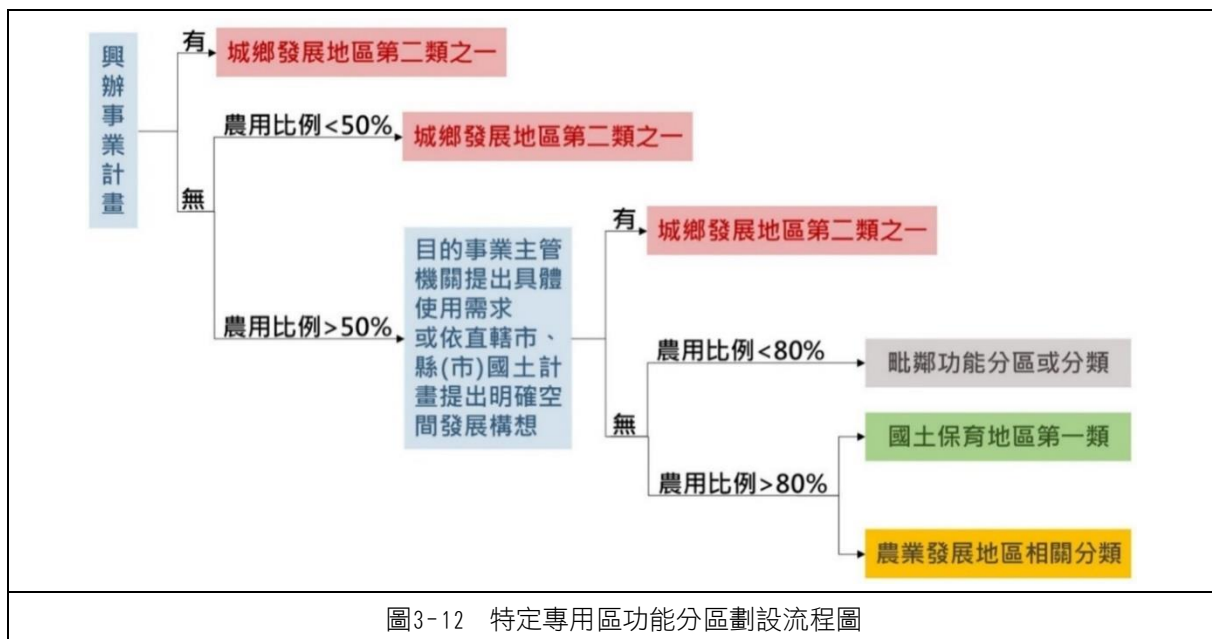 興辦事業計畫
有
城鄉發展地區第二類之一
無
農用比例<50%
城鄉發展地區第二類之一
農用比例>50%
目的事業主管
機關提出具體
使用需求
或依直轄市、
縣(市)國土計
畫提出明確空
間發展構想
有
城鄉發展地區第二類之一
無
農用比例<80%
毗鄰功能分區或分類
農用比例>80%
國土保育地區第一類
農業發展地區相關分類
圖3-12 特定專用區功能分區劃設流程圖